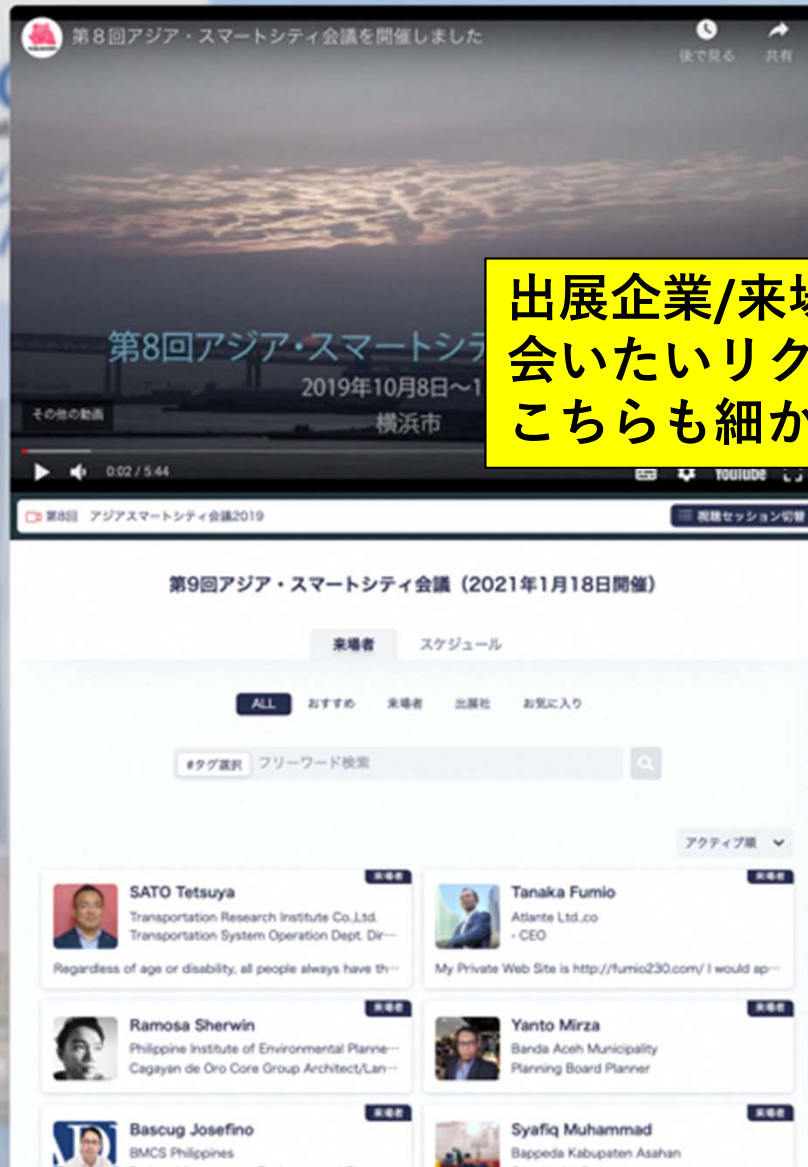 第8回アジア・スマートシティ会議を開催しました
後で見る 共有
出展企業/来場
会いたいリク
こちらも細か
第8回アジア・スマートシテ
2019年10月8日～1
横浜市
その他の動画
0:02 / 5:44
YouTube
第8回 アジアスマートシティ会議2019
視聴セッション切替
第9回アジア・スマートシティ会議（2021年1月18日開催）
来場者 スケジュール
ALL おすすめ 来場者 出展社 お気に入り
#タグ選択 フリーワード検索
アクティブ順
来場者
SATO Tetsuya
Transportation Research Institute Co.,Ltd.
Transportation System Operation Dept. Dir…
Regardless of age or disability, all people always have th…
来場者
Tanaka Fumio
Atlante Ltd.,co
- CEO
My Private Web Site is http://fumio230.com/ I would ap…
来場者
Ramosa Sherwin
Philippine Institute of Environmental Planne…
Cagayan de Oro Core Group Architect/Lan…
来場者
Yanto Mirza
Banda Aceh Municipality
Planning Board Planner
来場者
Bascug Josefino
BMCS Philippines
来場者
Syafiq Muhammad
Bappeda Kabupaten Asahan